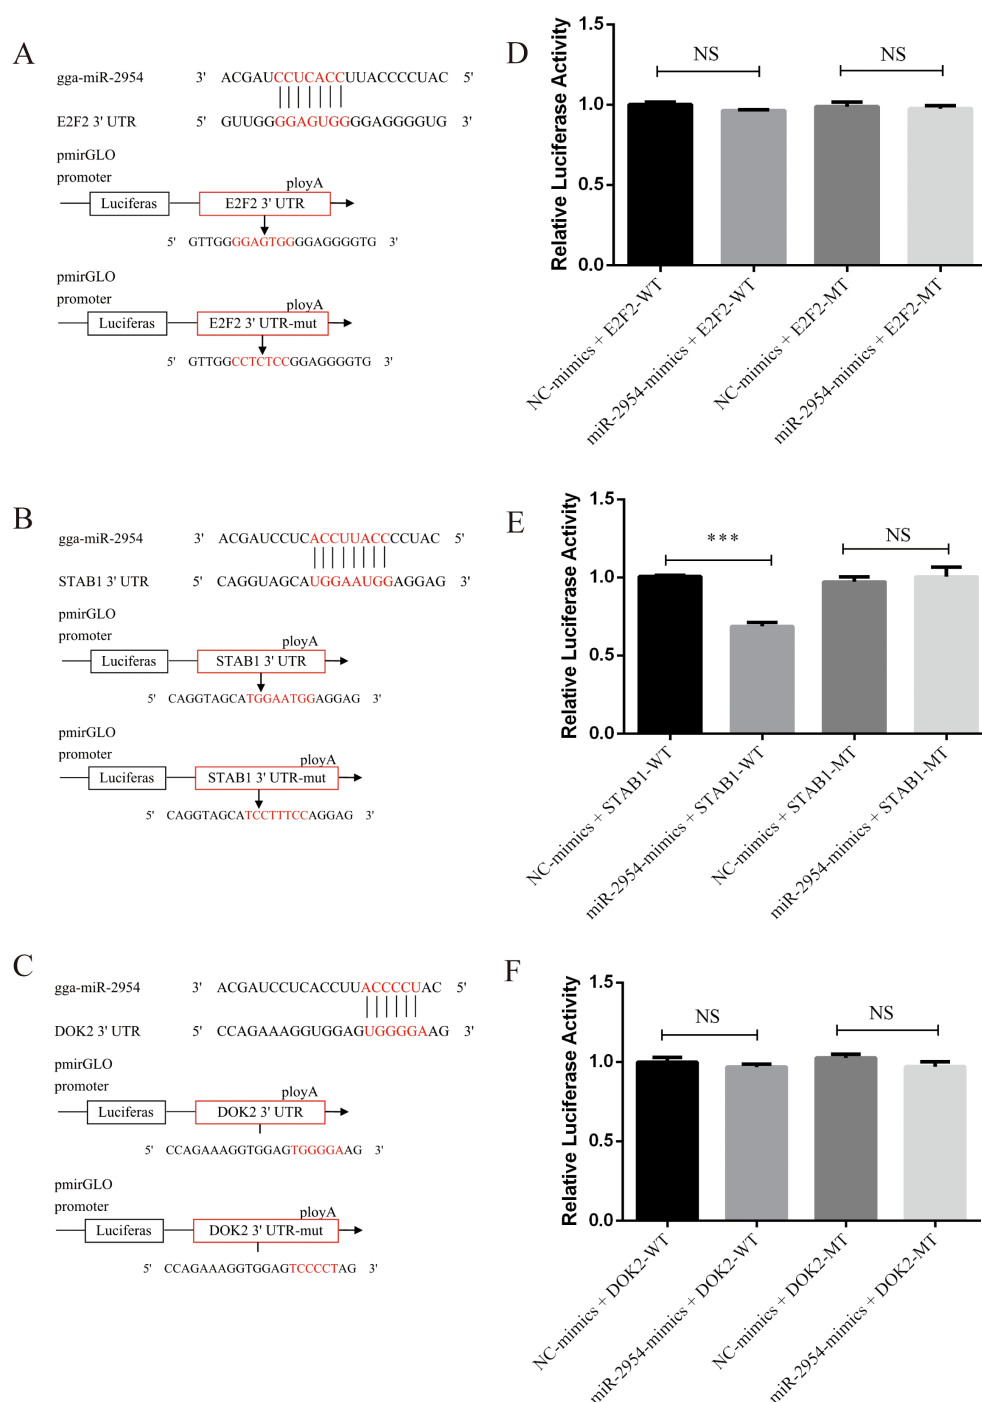 A
gga-miR-2954 3' ACGAUCCUCACCUUACCCCUAC 5'
E2F2 3' UTR 5' GUUGGGGAGUGGGGAGGGGUG 3'
pmirGLO
promoter
ployA
Luciferas E2F2 3' UTR
5' GTTGGGGAGTGGGGAGGGGTG 3'
pmirGLO
promoter
ployA
Luciferas E2F2 3' UTR-mut
5' GTTGGCCTCTCCGGAGGGGTG 3'
D
Relative Luciferase Activity
1.5
1.0
0.5
0.0
NS
NS
NC-mimics + E2F2-WT
miR-2954-mimics + E2F2-WT
NC-mimics + E2F2-MT
miR-2954-mimics + E2F2-MT
B
gga-miR-2954 3' ACGAUCCUCACCUUACCCCUAC 5'
STAB1 3' UTR 5' CAGGUAGCAUGGAAUGGAGGAG 3'
pmirGLO
promoter
ployA
Luciferas STAB1 3' UTR
5' CAGGTAGCATGGAATGGAGGAG 3'
pmirGLO
promoter
ployA
Luciferas STAB1 3' UTR-mut
5' CAGGTAGCATCCTTTCCAGGAG 3'
E
Relative Luciferase Activity
1.5
1.0
0.5
0.0
***
NS
NC-mimics + STAB1-WT
miR-2954-mimics + STAB1-WT
NC-mimics + STAB1-MT
miR-2954-mimics + STAB1-MT
C
gga-miR-2954 3' ACGAUCCUCACCUUACCCCUAC 5'
DOK2 3' UTR 5' CCAGAAAGGUGGAGUGGGGAAG 3'
pmirGLO
promoter
ployA
Luciferas DOK2 3' UTR
5' CCAGAAAGGTGGAGTGGGGAAG 3'
pmirGLO
promoter
ployA
Luciferas DOK2 3' UTR-mut
5' CCAGAAAGGTGGAGTCCCCTAG 3'
F
Relative Luciferase Activity
1.5
1.0
0.5
0.0
NS
NS
NC-mimics + DOK2-WT
miR-2954-mimics + DOK2-WT
NC-mimics + DOK2-MT
miR-2954-mimics + DOK2-MT